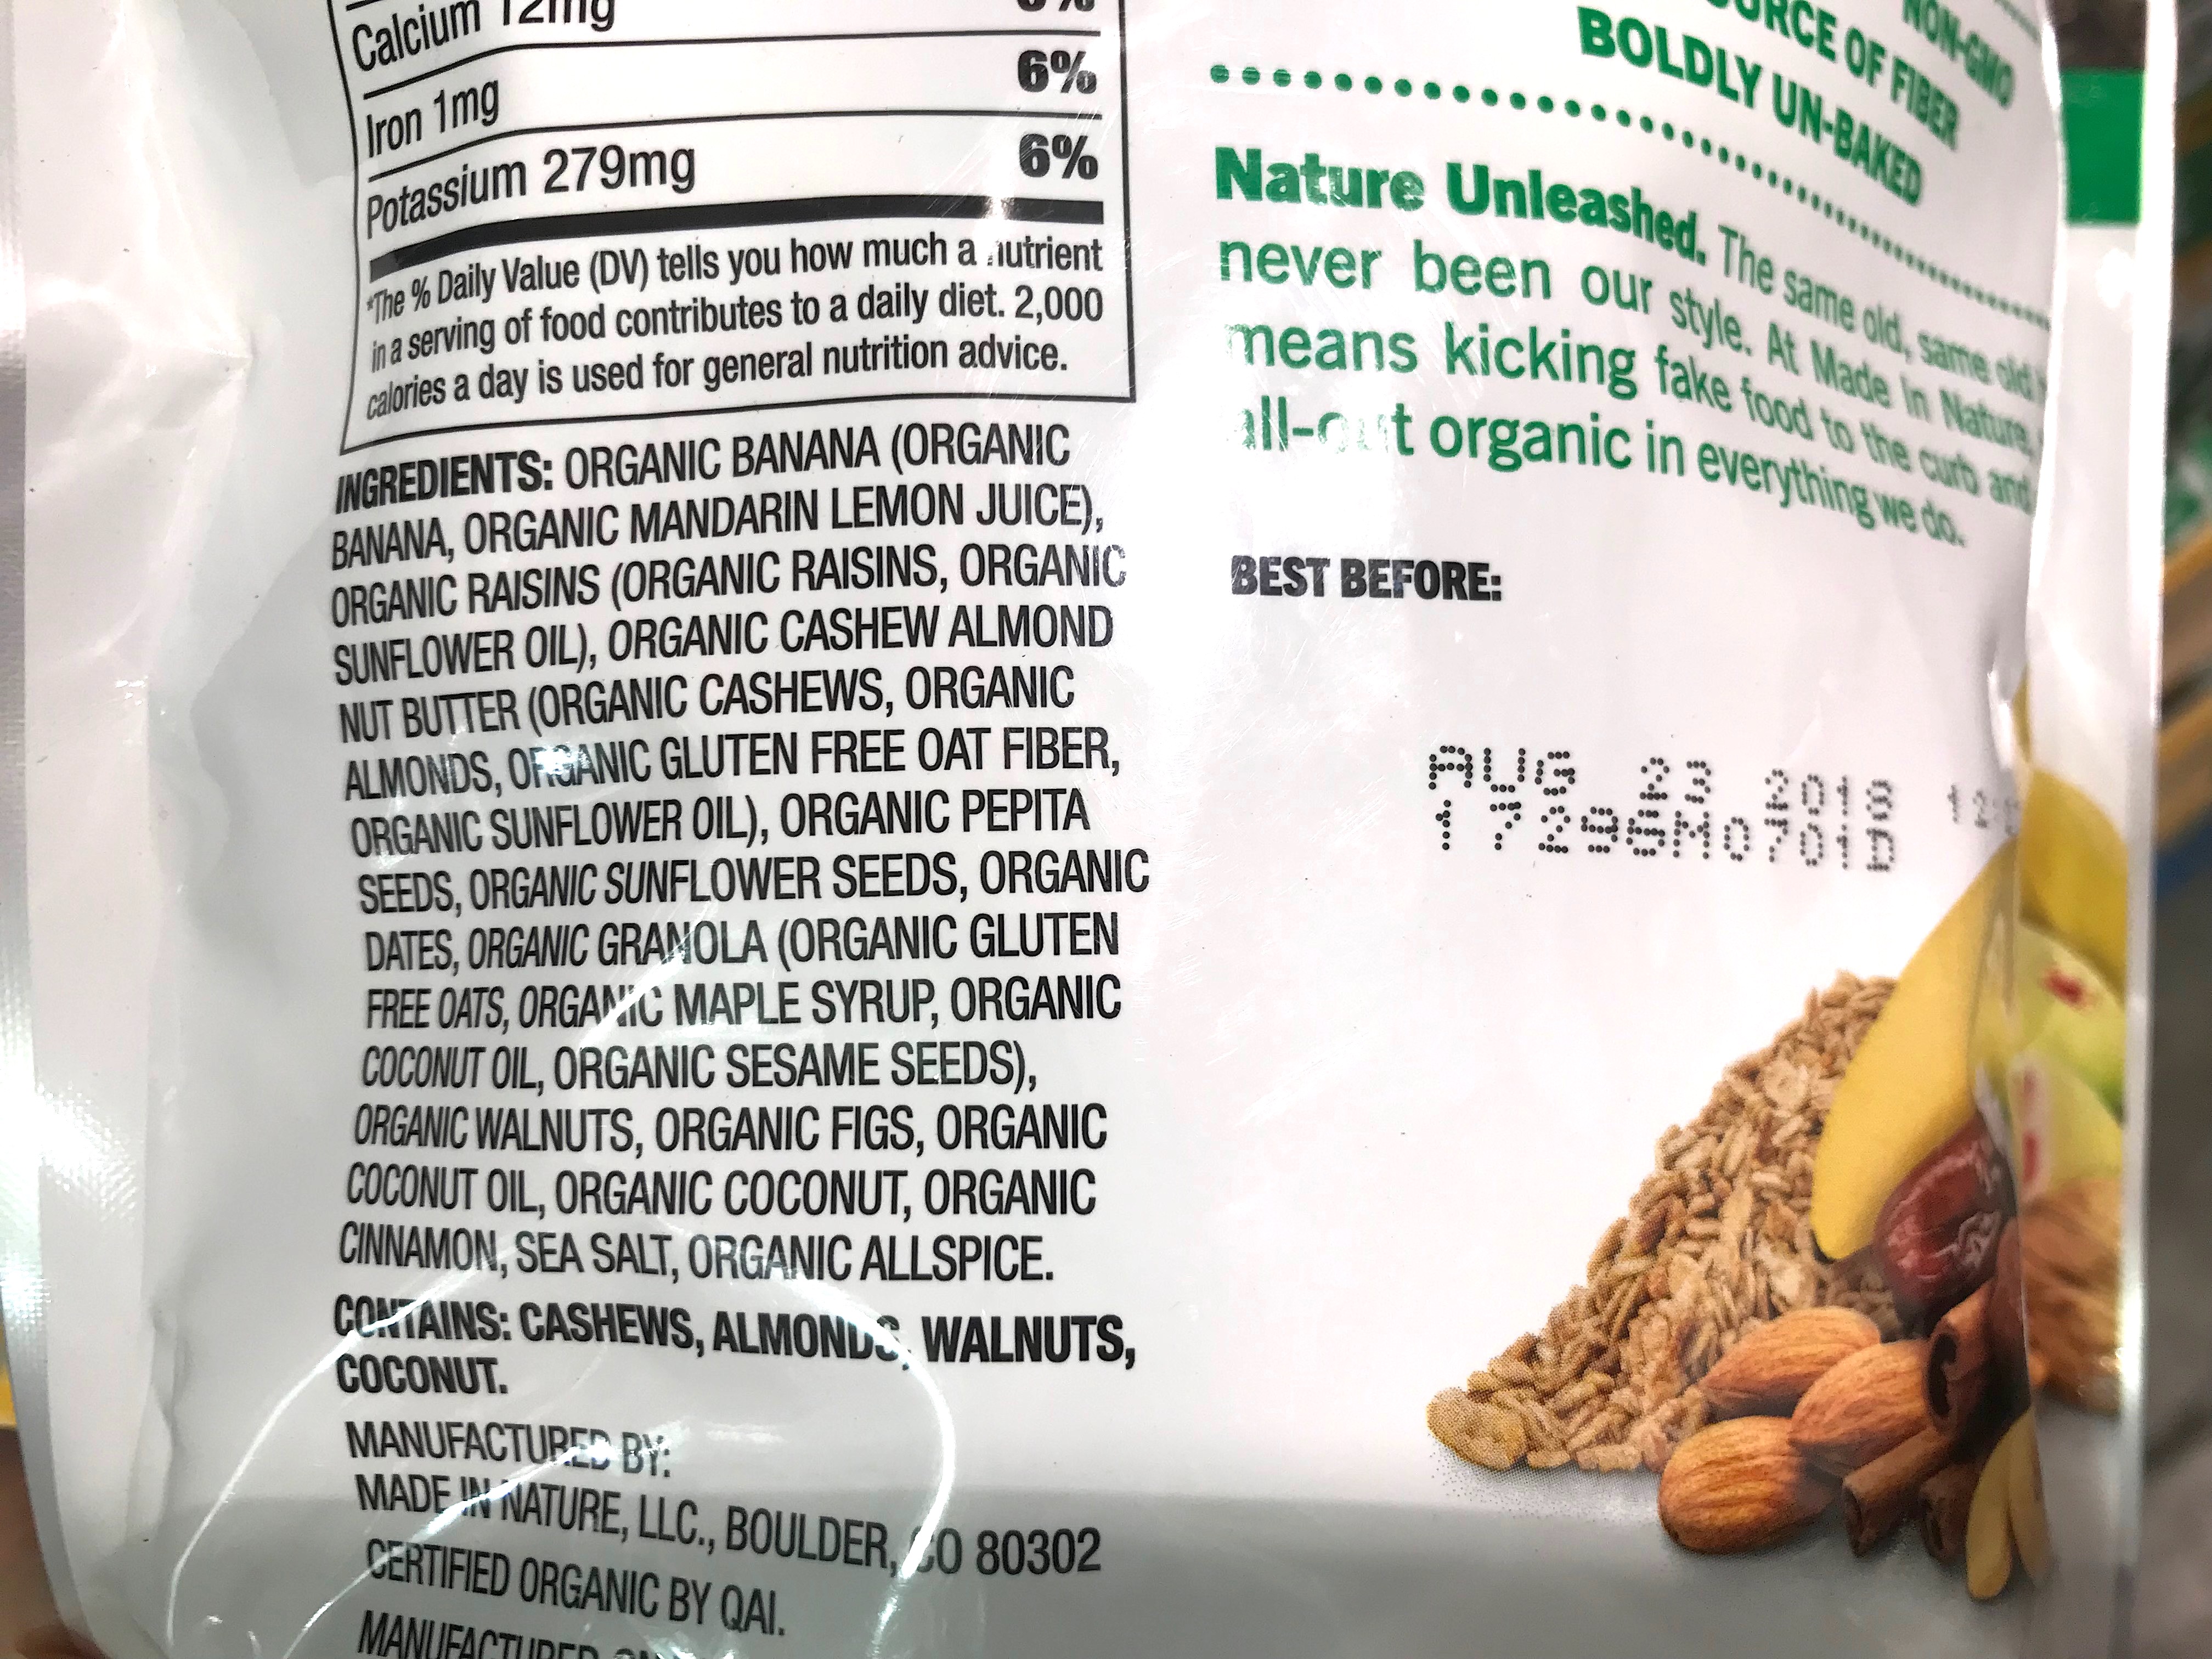 Calcium 12mg
Iron 1mg 6%
Potassium 279mg 6%
*The % Daily Value (DV) tells you how much a nutrient
in a serving of food contributes to a daily diet. 2,000
calories a day is used for general nutrition advice.
INGREDIENTS: ORGANIC BANANA (ORGANIC
BANANA, ORGANIC MANDARIN LEMON JUICE),
ORGANIC RAISINS (ORGANIC RAISINS, ORGANIC
SUNFLOWER OIL), ORGANIC CASHEW ALMOND
NUT BUTTER (ORGANIC CASHEWS, ORGANIC
ALMONDS, ORGANIC GLUTEN FREE OAT FIBER,
ORGANIC SUNFLOWER OIL), ORGANIC PEPITA
SEEDS, ORGANIC SUNFLOWER SEEDS, ORGANIC
DATES, ORGANIC GRANOLA (ORGANIC GLUTEN
FREE OATS, ORGANIC MAPLE SYRUP, ORGANIC
COCONUT OIL, ORGANIC SESAME SEEDS),
ORGANIC WALNUTS, ORGANIC FIGS, ORGANIC
COCONUT OIL, ORGANIC COCONUT, ORGANIC
CINNAMON, SEA SALT, ORGANIC ALLSPICE.
CONTAINS: CASHEWS, ALMONDS, WALNUTS,
COCONUT.
MANUFACTURED BY:
MADE IN NATURE, LLC., BOULDER, CO 80302
CERTIFIED ORGANIC BY QAI.
MANUFACTURED
NON-GMO
OF FIBER
BOLDLY UN-BAKED
Nature Unleashed. The same old, same old
never been our style. At Made In Nature,
means kicking fake food to the curb and
all-out organic in everything we do.
BEST BEFORE:
AUG 23 2018
17296M0701D